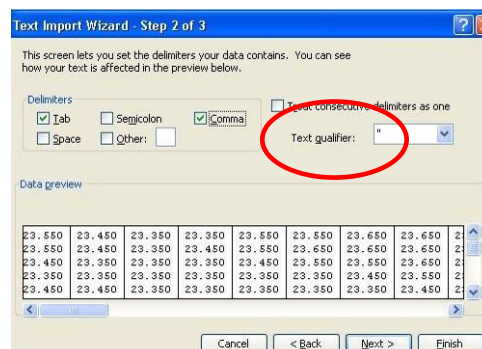 Text Import Wizard - Step 2 of 3
This screen lets you set the delimiters your data contains. You can see
how your text is affected in the preview below.
Delimiters
Tab
Semicolon
Comma
Space
Other:
Treat consecutive delimiters as one
Text qualifier: "
Data preview
23.550 23.450 23.350 23.350 23.550 23.550 23.650 23.650
23.550 23.450 23.350 23.450 23.550 23.650 23.650 23.650
23.450 23.350 23.350 23.350 23.450 23.550 23.550 23.550
23.350 23.350 23.350 23.350 23.350 23.350 23.450 23.550
23.450 23.450 23.350 23.350 23.350 23.350 23.350 23.450
Cancel < Back Next > Finish